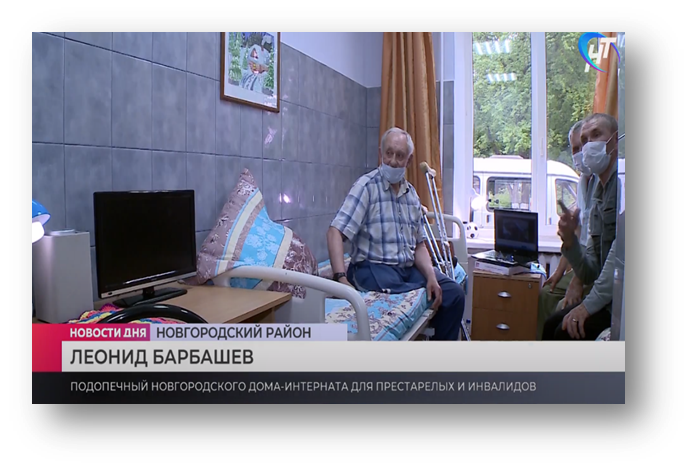 НТ
НОВОСТИ ДНЯ НОВГОРОДСКИЙ РАЙОН
ЛЕОНИД БАРБАШЕВ
ПОДОПЕЧНЫЙ НОВГОРОДСКОГО ДОМА-ИНТЕРНАТА ДЛЯ ПРЕСТАРЕЛЫХ И ИНВАЛИДОВ